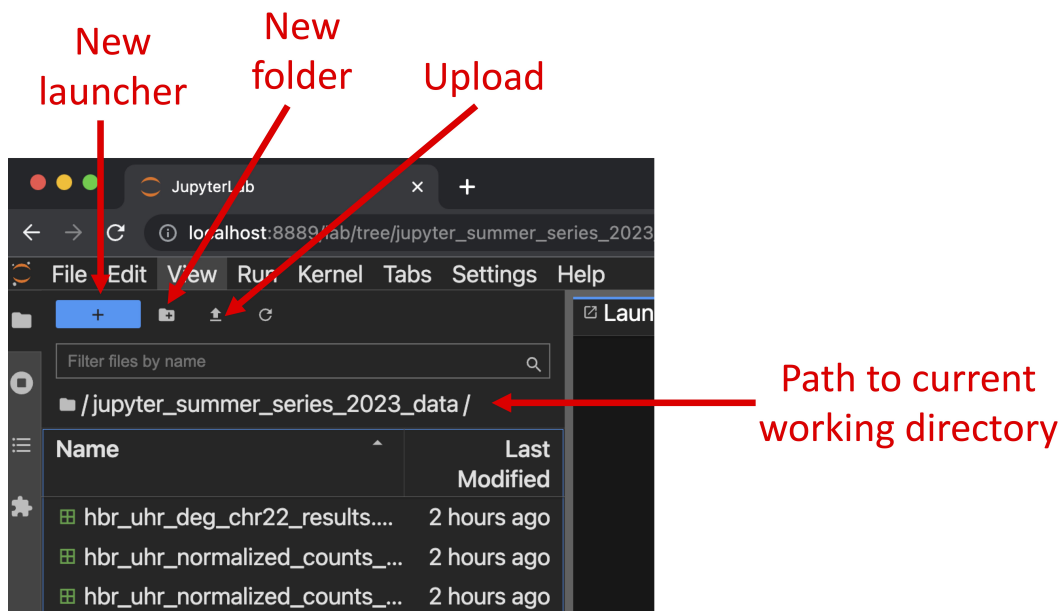 New
launcher
New
folder
Upload
JupyterLab
localhost:8889/lab/tree/jupyter_summer_series_2023
File Edit View Run Kernel Tabs Settings Help
Laun
Filter files by name
/ jupyter_summer_series_2023_data /
Path to current
working directory
Name
Last
Modified
hbr_uhr_deg_chr22_results.... 2 hours ago
hbr_uhr_normalized_counts_... 2 hours ago
hbr_uhr_normalized_counts_... 2 hours ago